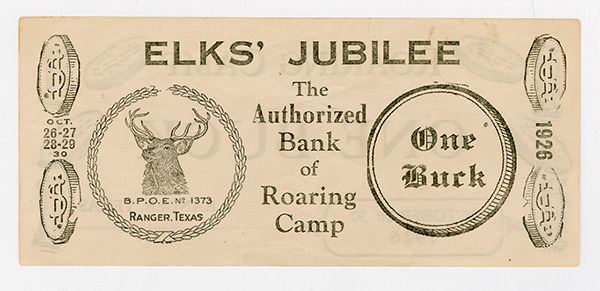 ELKS' JUBILEE
OCT.
26-27
28-29
30
B.P.O.E. No 1373
RANGER, TEXAS
The
Authorized
Bank
of
Roaring
Camp
One
Buck
1926